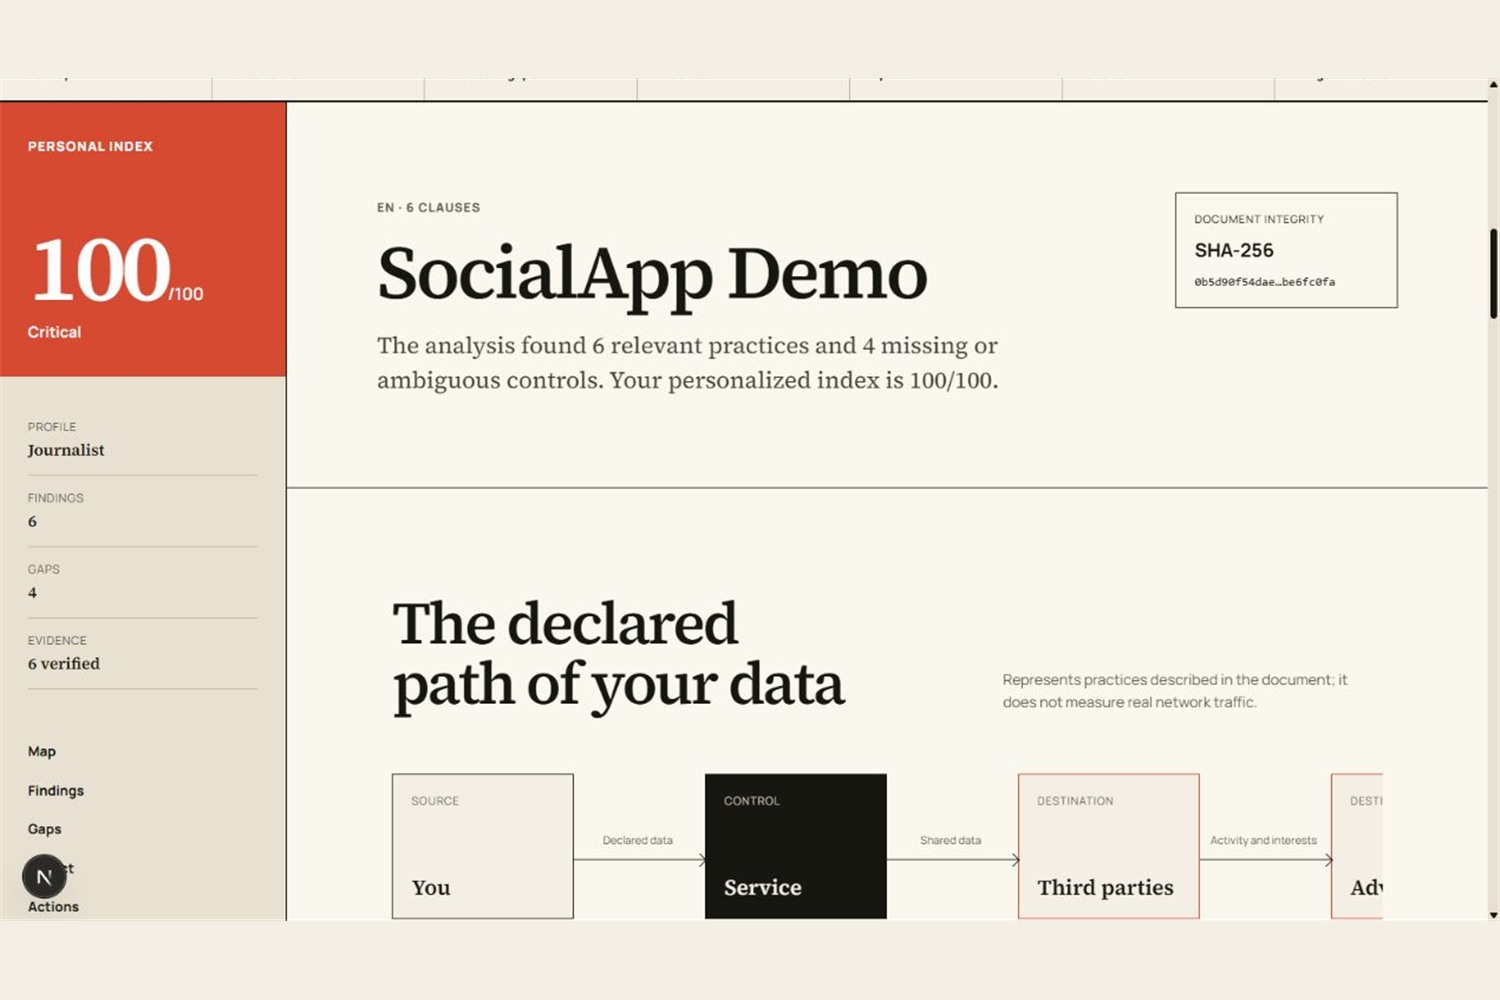 PERSONAL INDEX
100/100
Critical
PROFILE
Journalist
FINDINGS
6
GAPS
4
EVIDENCE
6 verified
Map
Findings
Gaps
N
Actions
EN · 6 CLAUSES
SocialApp Demo
The analysis found 6 relevant practices and 4 missing or
ambiguous controls. Your personalized index is 100/100.
DOCUMENT INTEGRITY
SHA-256
0b5d90f54dae…be6fc0fa
The declared
path of your data
Represents practices described in the document; it
does not measure real network traffic.
SOURCE
You
Declared data
CONTROL
Service
Shared data
DESTINATION
Third parties
Activity and interests